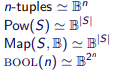 n-tuples ≃ 𝔹ⁿ
Pow(S) ≃ 𝔹^|S|
Map(S, 𝔹) ≃ 𝔹^|S|
BOOL(n) ≃ 𝔹^2ⁿ